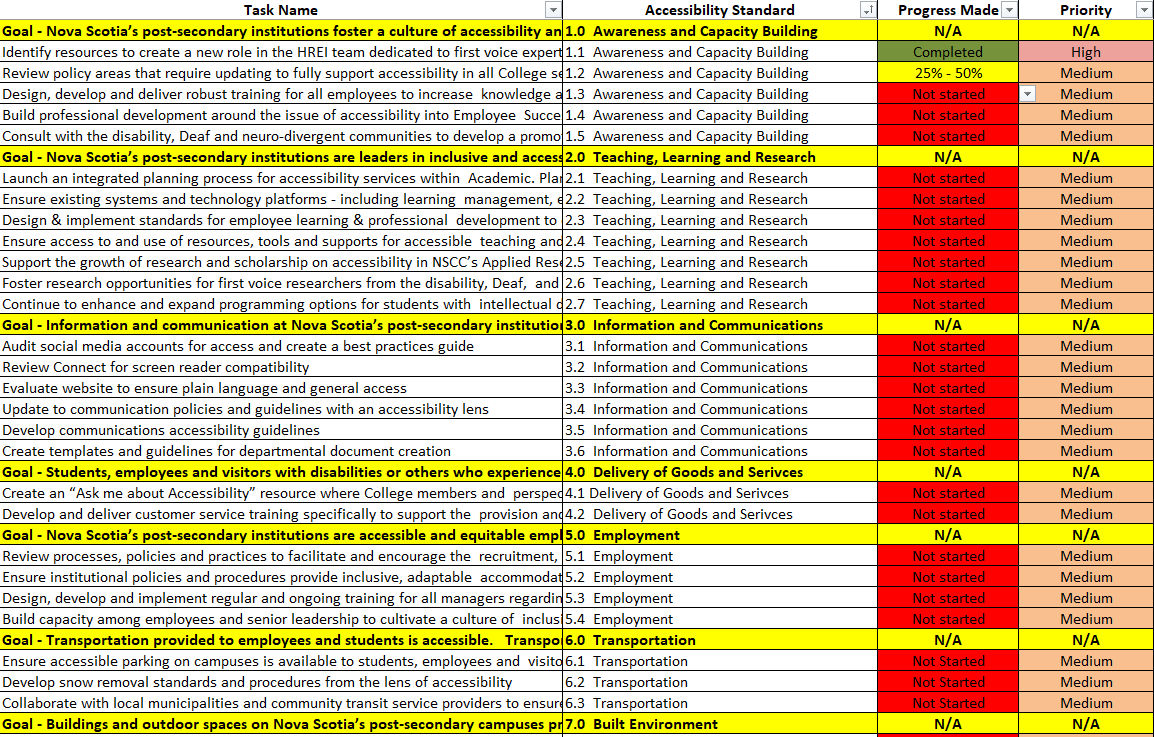 Task Name Accessibility Standard Progress Made Priority
Goal - Nova Scotia's post-secondary institutions foster a culture of accessibility an 1.0 Awareness and Capacity Building N/A N/A
Identify resources to create a new role in the HREI team dedicated to first voice expert 1.1 Awareness and Capacity Building Completed High
Review policy areas that require updating to fully support accessibility in all College se 1.2 Awareness and Capacity Building 25% - 50% Medium
Design, develop and deliver robust training for all employees to increase knowledge a 1.3 Awareness and Capacity Building Not started Medium
Build professional development around the issue of accessibility into Employee Succe 1.4 Awareness and Capacity Building Not started Medium
Consult with the disability, Deaf and neuro-divergent communities to develop a promo 1.5 Awareness and Capacity Building Not started Medium
Goal - Nova Scotia's post-secondary institutions are leaders in inclusive and access 2.0 Teaching, Learning and Research N/A N/A
Launch an integrated planning process for accessibility services within Academic. Plan 2.1 Teaching, Learning and Research Not started Medium
Ensure existing systems and technology platforms - including learning management, e 2.2 Teaching, Learning and Research Not started Medium
Design & implement standards for employee learning & professional development to 2.3 Teaching, Learning and Research Not started Medium
Ensure access to and use of resources, tools and supports for accessible teaching and 2.4 Teaching, Learning and Research Not started Medium
Support the growth of research and scholarship on accessibility in NSCC's Applied Rese 2.5 Teaching, Learning and Research Not started Medium
Foster research opportunities for first voice researchers from the disability, Deaf, and 2.6 Teaching, Learning and Research Not started Medium
Continue to enhance and expand programming options for students with intellectual d 2.7 Teaching, Learning and Research Not started Medium
Goal - Information and communication at Nova Scotia's post-secondary institution 3.0 Information and Communications N/A N/A
Audit social media accounts for access and create a best practices guide 3.1 Information and Communications Not started Medium
Review Connect for screen reader compatibility 3.2 Information and Communications Not started Medium
Evaluate website to ensure plain language and general access 3.3 Information and Communications Not started Medium
Update to communication policies and guidelines with an accessibility lens 3.4 Information and Communications Not started Medium
Develop communications accessibility guidelines 3.5 Information and Communications Not started Medium
Create templates and guidelines for departmental document creation 3.6 Information and Communications Not started Medium
Goal - Students, employees and visitors with disabilities or others who experience 4.0 Delivery of Goods and Serivces N/A N/A
Create an “Ask me about Accessibility” resource where College members and perspec 4.1 Delivery of Goods and Serivces Not started Medium
Develop and deliver customer service training specifically to support the provision and 4.2 Delivery of Goods and Serivces Not started Medium
Goal - Nova Scotia's post-secondary institutions are accessible and equitable empl 5.0 Employment N/A N/A
Review processes, policies and practices to facilitate and encourage the recruitment, 5.1 Employment Not started Medium
Ensure institutional policies and procedures provide inclusive, adaptable accommodat 5.2 Employment Not started Medium
Design, develop and implement regular and ongoing training for all managers regardin 5.3 Employment Not started Medium
Build capacity among employees and senior leadership to cultivate a culture of inclusi 5.4 Employment Not started Medium
Goal - Transportation provided to employees and students is accessible. Transpo 6.0 Transportation N/A N/A
Ensure accessible parking on campuses is available to students, employees and visito 6.1 Transportation Not Started Medium
Develop snow removal standards and procedures from the lens of accessibility 6.2 Transportation Not Started Medium
Collaborate with local municipalities and community transit service providers to ensure 6.3 Transportation Not Started Medium
Goal - Buildings and outdoor spaces on Nova Scotia's post-secondary campuses pr 7.0 Built Environment N/A N/A